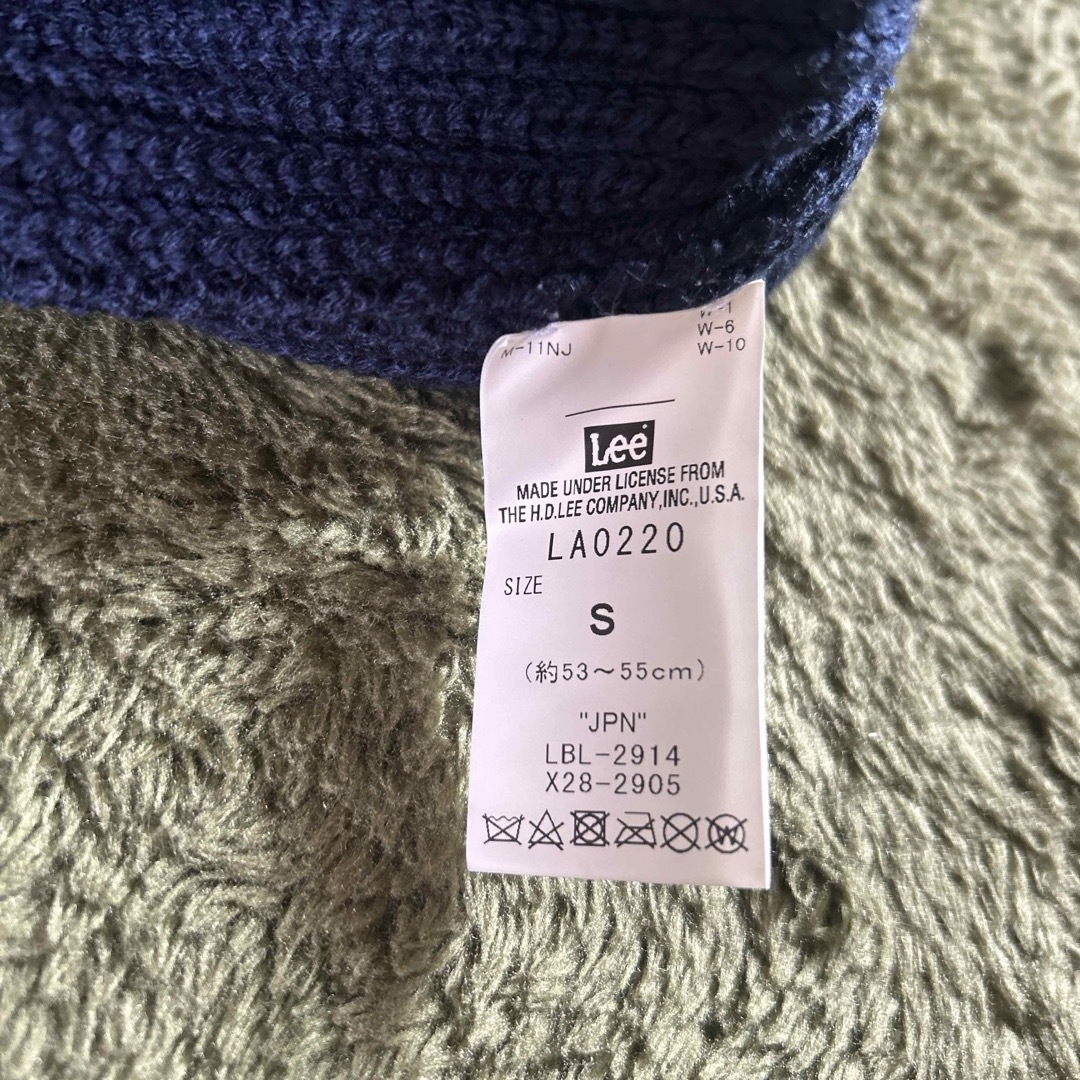 M-11NJ
W-1
W-6
W-10
Lee
MADE UNDER LICENSE FROM
THE H.D.LEE COMPANY,INC.,U.S.A.
LA0220
SIZE
S
(約53～55cm)
"JPN"
LBL-2914
X28-2905
W